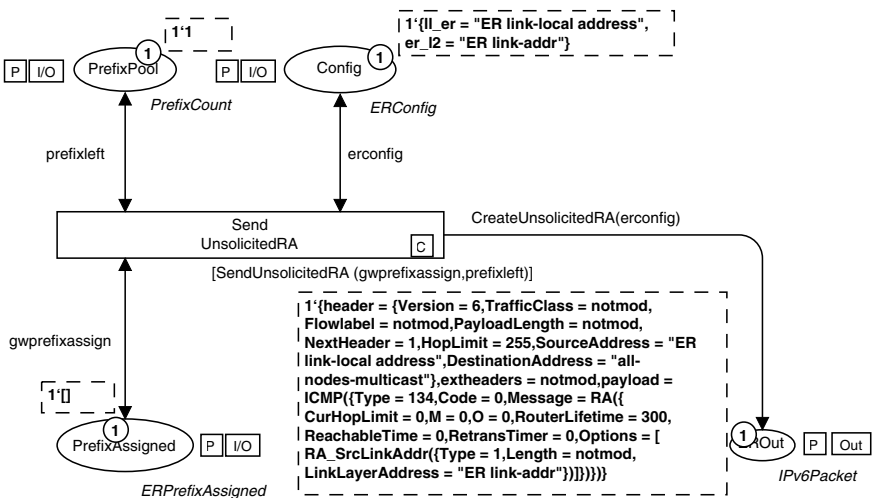 1‘1
1‘{ll_er = "ER link-local address",
er_l2 = "ER link-addr"}
1
1
P I/O
PrefixPool
P I/O
Config
PrefixCount
ERConfig
prefixleft
erconfig
Send
UnsolicitedRA
C
CreateUnsolicitedRA(erconfig)
[SendUnsolicitedRA (gwprefixassign,prefixleft)]
gwprefixassign
1‘{header = {Version = 6,TrafficClass = notmod,
Flowlabel = notmod,PayloadLength = notmod,
NextHeader = 1,HopLimit = 255,SourceAddress = "ER
link-local address",DestinationAddress = "all-
nodes-multicast"},extheaders = notmod,payload =
ICMP({Type = 134,Code = 0,Message = RA({
CurHopLimit = 0,M = 0,O = 0,RouterLifetime = 300,
ReachableTime = 0,RetransTimer = 0,Options = [
RA_SrcLinkAddr({Type = 1,Length = notmod,
LinkLayerAddress = "ER link-addr"})]})})}
1‘[]
1
PrefixAssigned
P I/O
ERPrefixAssigned
1
EROut
P Out
IPv6Packet